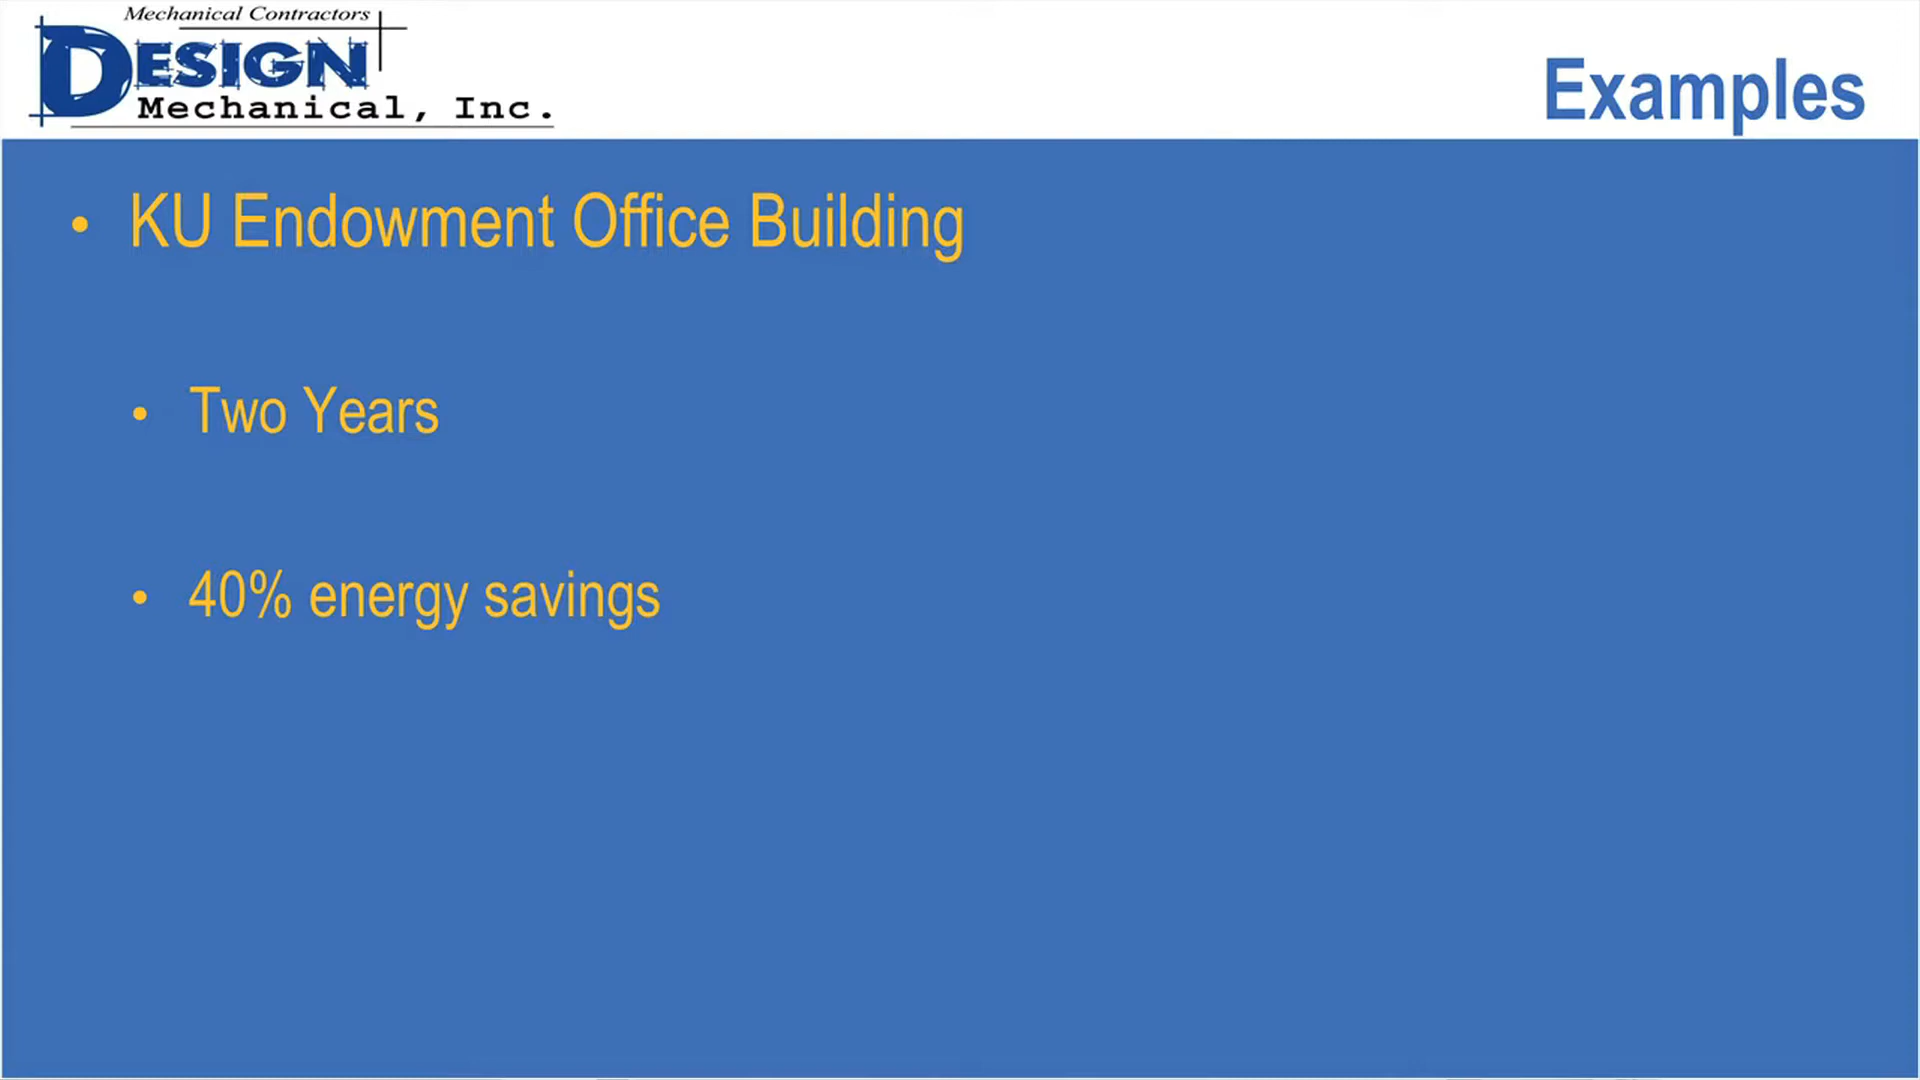 Mechanical Contractors
DESIGN
Mechanical, Inc.
Examples
• KU Endowment Office Building
• Two Years
• 40% energy savings